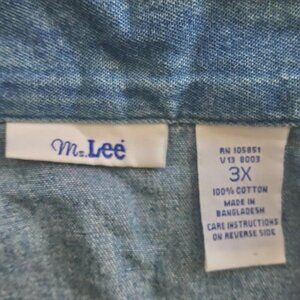 Ms. Lee
RN 105851
V13 8003
3X
100% COTTON
MADE IN
BANGLADESH
CARE INSTRUCTIONS
ON REVERSE SIDE